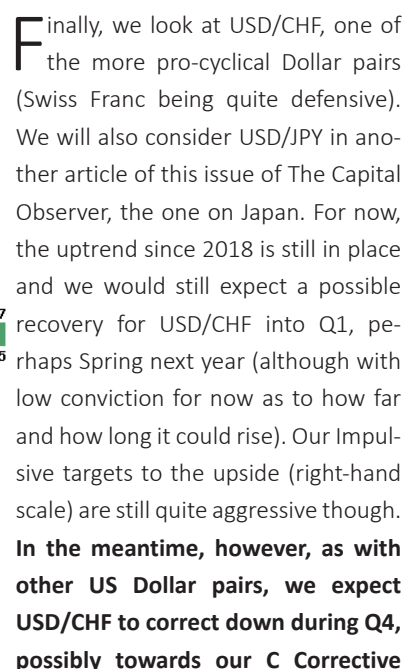 Finally, we look at USD/CHF, one of
the more pro-cyclical Dollar pairs
(Swiss Franc being quite defensive).
We will also consider USD/JPY in ano-
ther article of this issue of The Capital
Observer, the one on Japan. For now,
the uptrend since 2018 is still in place
and we would still expect a possible
7
recovery for USD/CHF into Q1, pe-
5
rhaps Spring next year (although with
low conviction for now as to how far
and how long it could rise). Our Impul-
sive targets to the upside (right-hand
scale) are still quite aggressive though.
In the meantime, however, as with
other US Dollar pairs, we expect
USD/CHF to correct down during Q4,
possibly towards our C Corrective